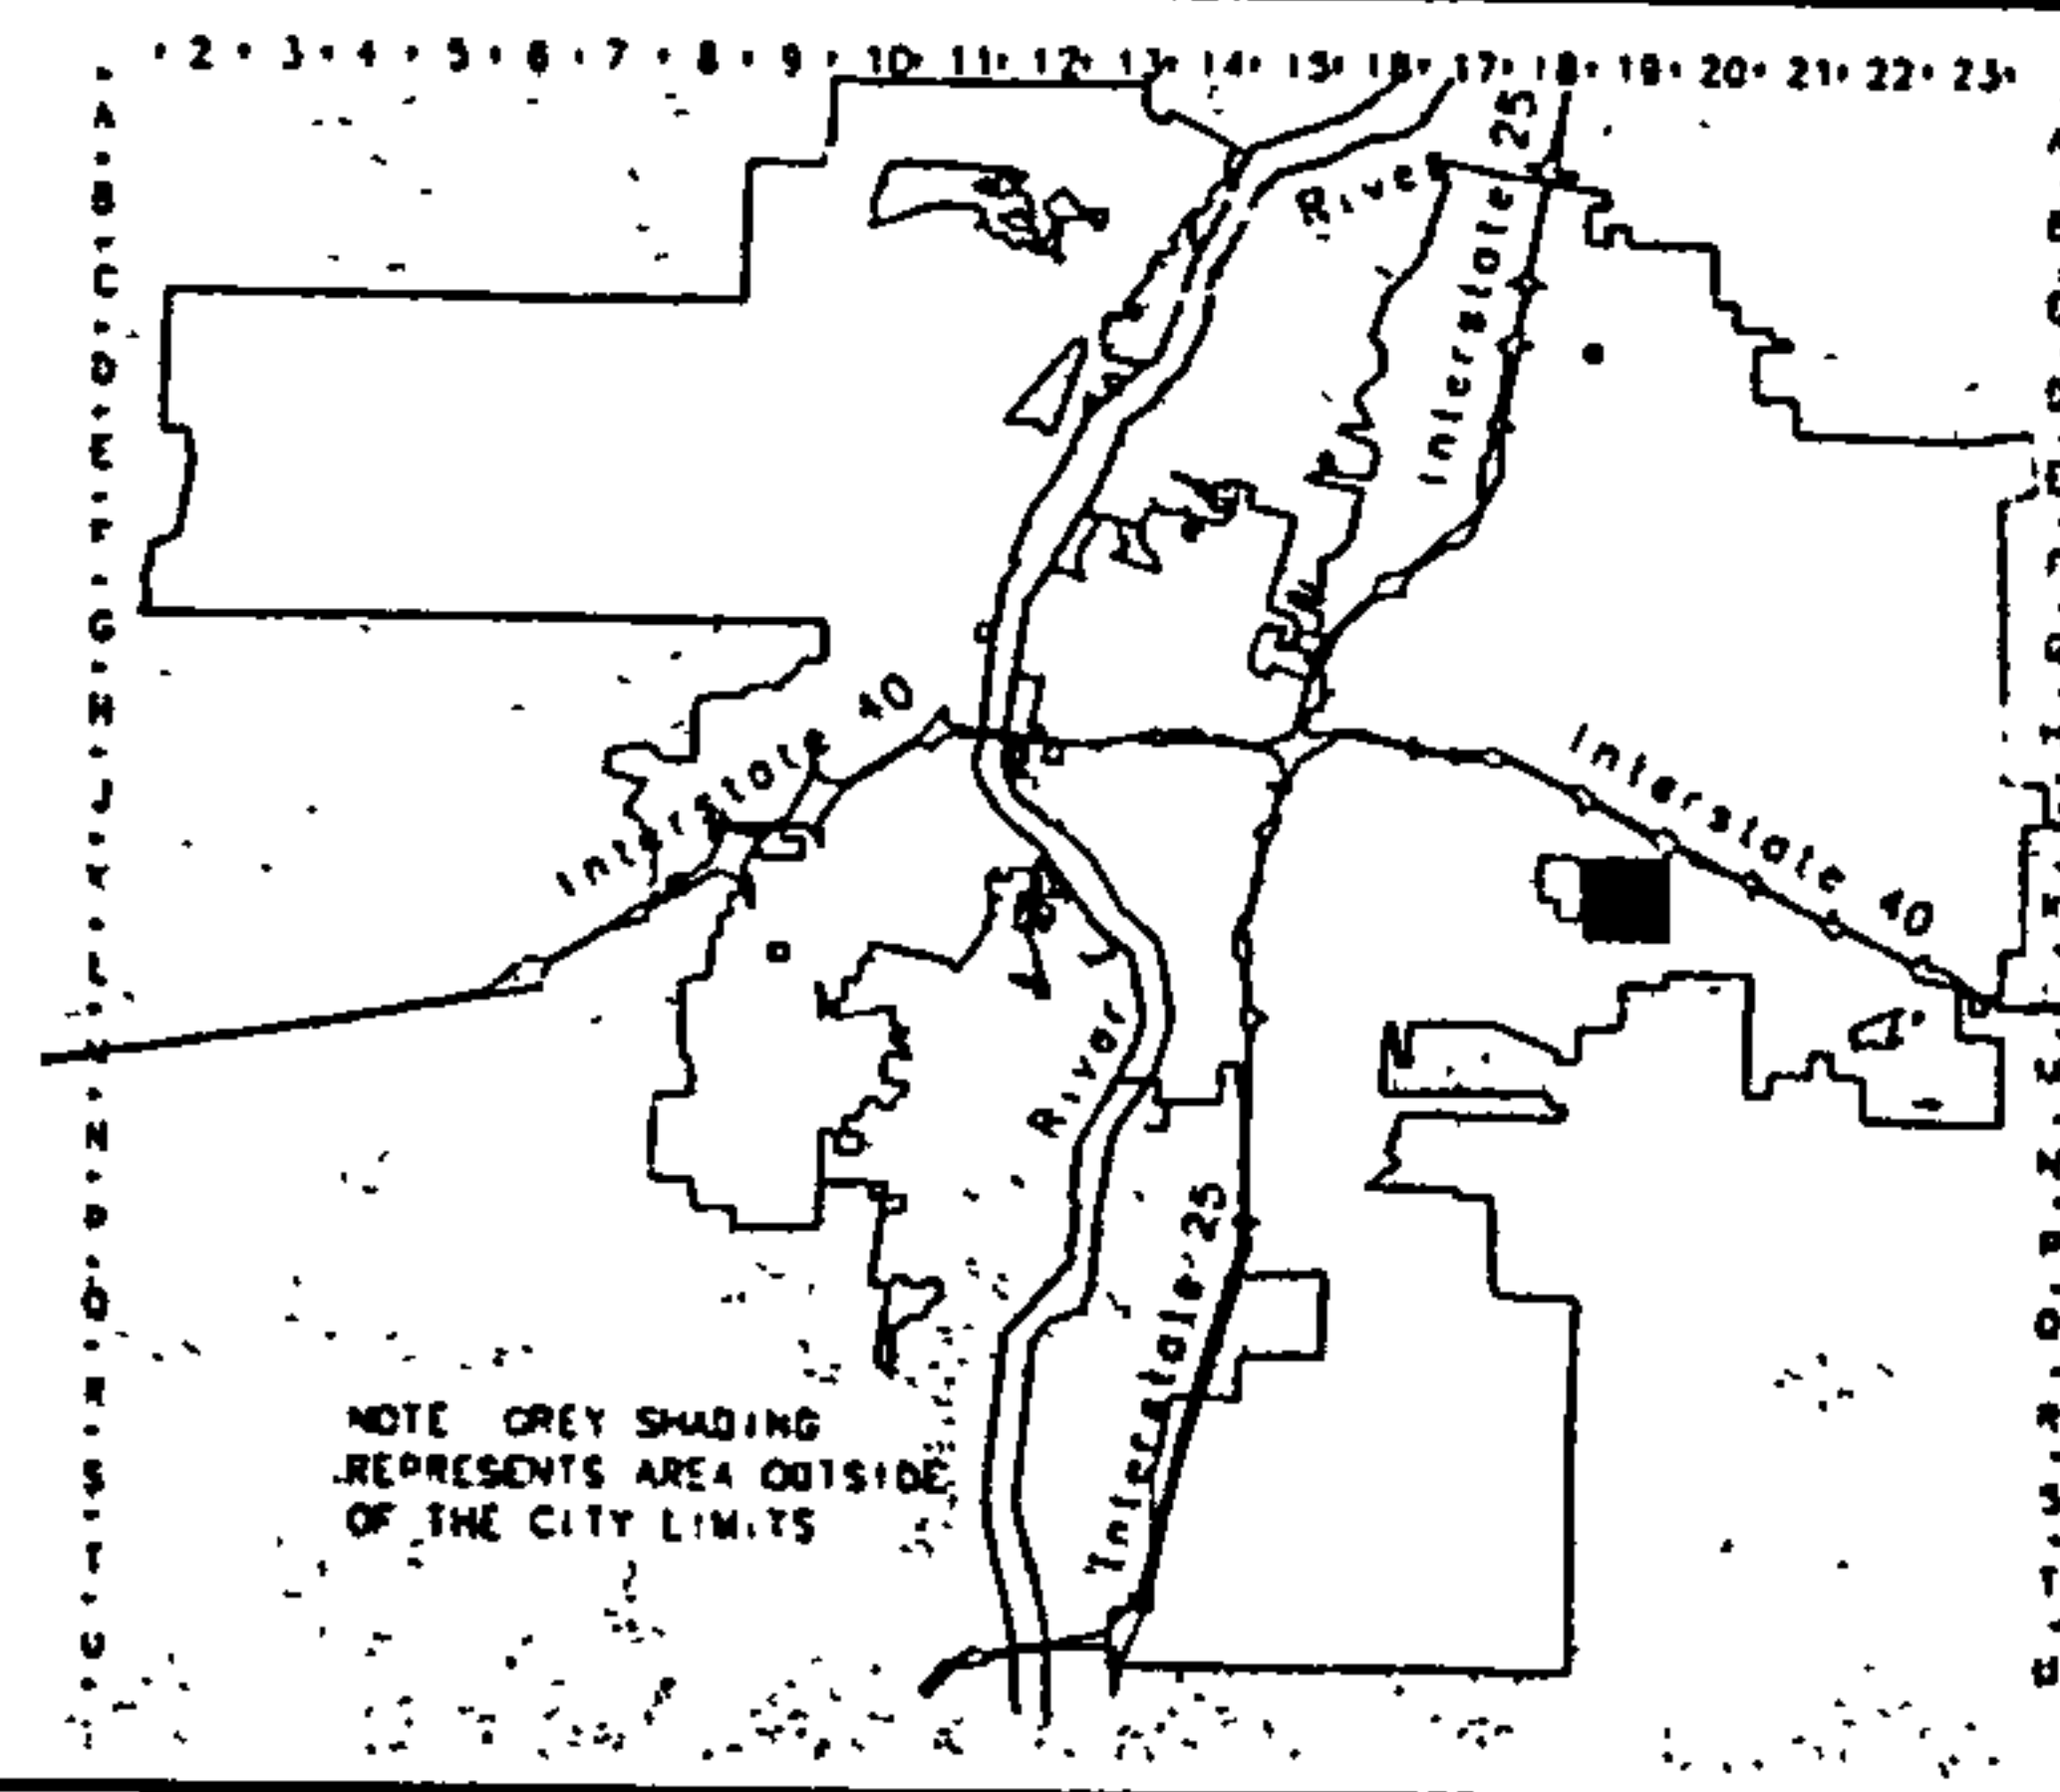 2 3 4 5 6 7 8 9 10 11 12 13 14 15 16 17 18 19 20 21 22 23
A
B
C
D
E
F
G
H
J
K
L
M
N
P
Q
R
S
T
U
River
Interstate 25
Interstate 40
Interstate 40
River
Interstate 25
NOTE GREY SHADING
REPRESENTS AREA OUTSIDE
OF THE CITY LIMITS